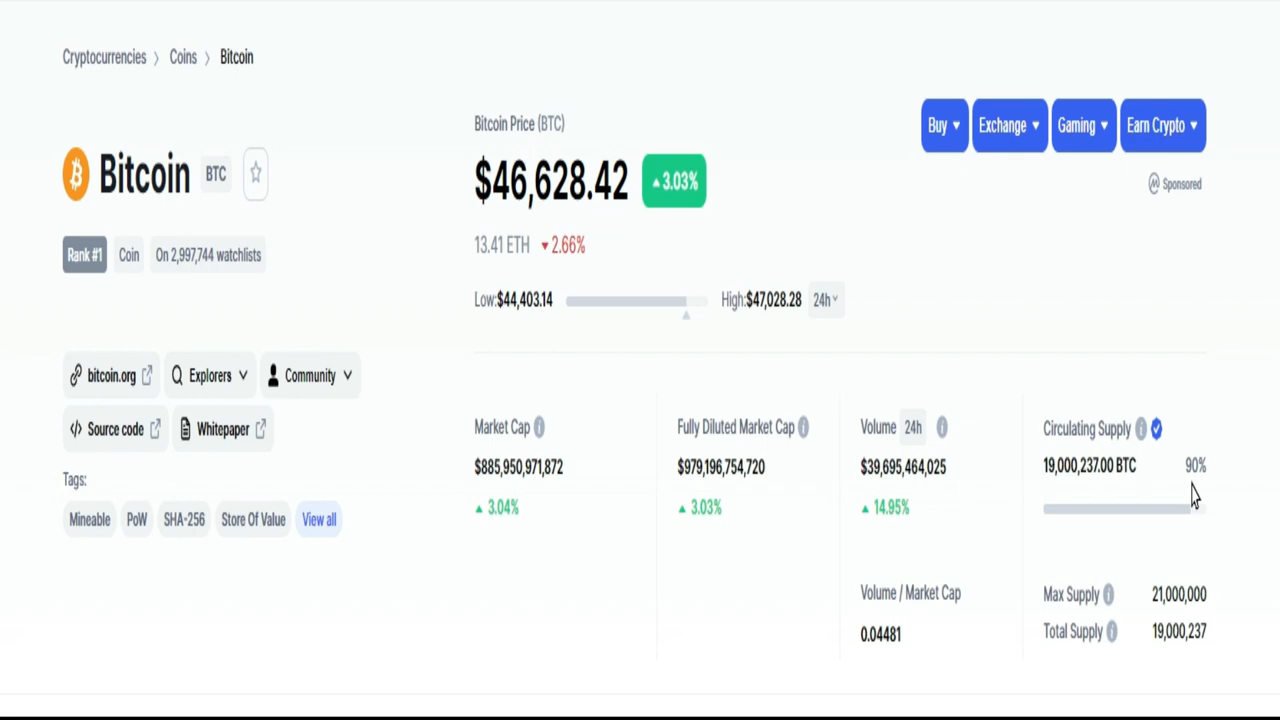 Cryptocurrencies > Coins > Bitcoin
Bitcoin BTC
Rank #1 Coin On 2,997,744 watchlists
bitcoin.org Explorers Community
Source code Whitepaper
Tags:
Mineable PoW SHA-256 Store Of Value View all
Bitcoin Price (BTC)
$46,628.42 3.03%
13.41 ETH 2.66%
Low:$44,403.14 High:$47,028.28 24h
Buy Exchange Gaming Earn Crypto
Sponsored
Market Cap
$885,950,971,872
3.04%
Fully Diluted Market Cap
$979,196,754,720
3.03%
Volume 24h
$39,695,464,025
14.95%
Volume / Market Cap
0.04481
Circulating Supply
19,000,237.00 BTC 90%
Max Supply 21,000,000
Total Supply 19,000,237